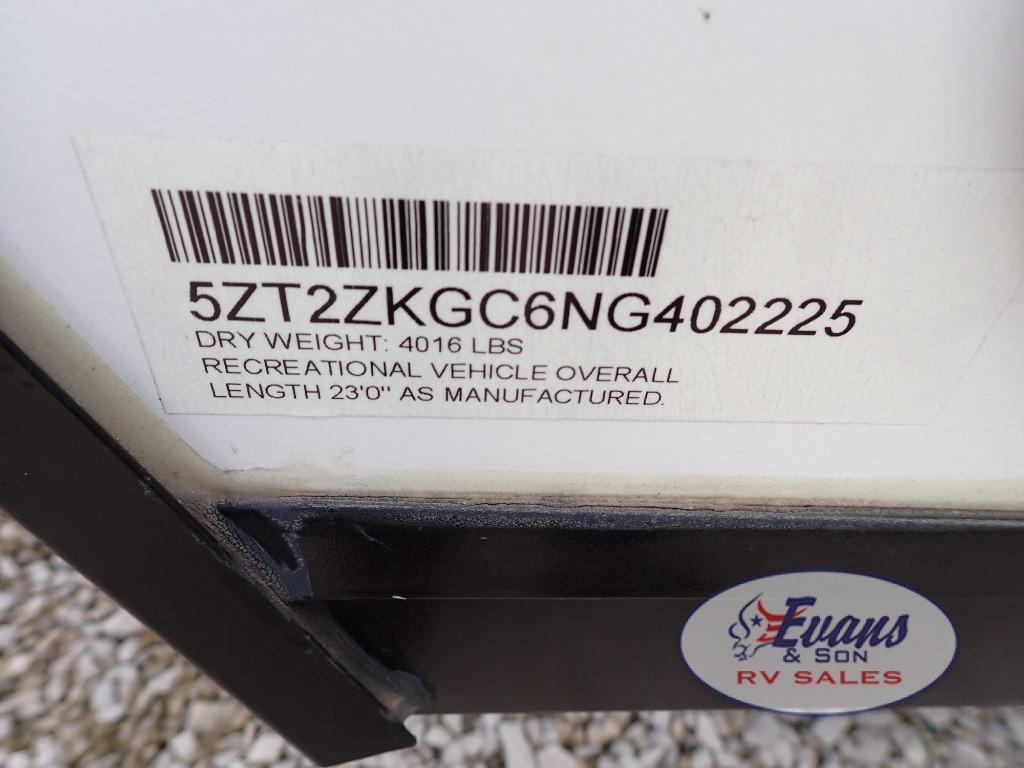 5ZT2ZKGC6NG402225
DRY WEIGHT: 4016 LBS
RECREATIONAL VEHICLE OVERALL
LENGTH 23'0" AS MANUFACTURED.
Evans
& SON
RV SALES